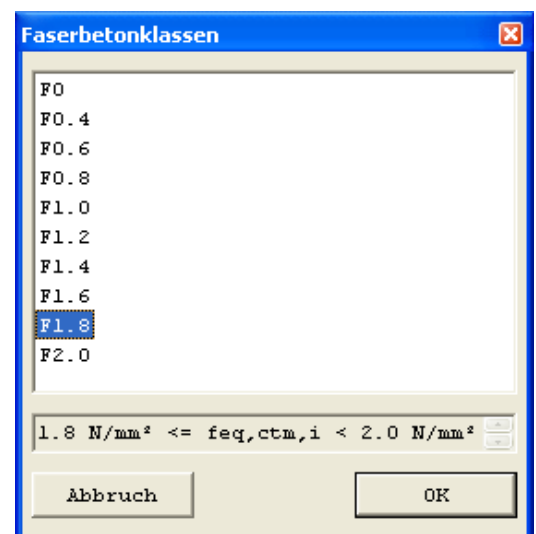 Faserbetonklassen
F0
F0.4
F0.6
F0.8
F1.0
F1.2
F1.4
F1.6
F1.8
F2.0
1.8 N/mm² <= feq,ctm,i < 2.0 N/mm²
Abbruch
OK